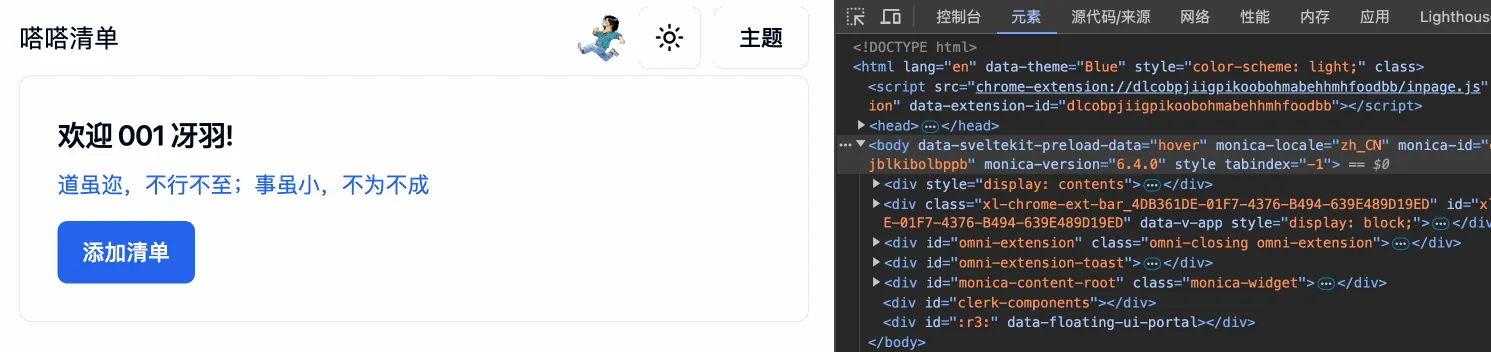 嗒嗒清单
主题
欢迎 001 冴羽!
道虽迩，不行不至；事虽小，不为不成
添加清单
控制台 元素 源代码/来源 网络 性能 内存 应用 Lighthouse
<!DOCTYPE html>
<html lang="en" data-theme="Blue" style="color-scheme: light;" class>
<script src="chrome-extension://dlcobpjiigpikoobohmabehhmhfoodbb/inpage.js"
ion" data-extension-id="dlcobpjiigpikoobohmabehhmhfoodbb"></script>
<head>…</head>
<body data-sveltekit-preload-data="hover" monica-locale="zh_CN" monica-id=
jblkibolbppb" monica-version="6.4.0" style tabindex="-1"> == $0
<div style="display: contents">…</div>
<div class="xl-chrome-ext-bar_4DB361DE-01F7-4376-B494-639E489D19ED" id="xl
E-01F7-4376-B494-639E489D19ED" data-v-app style="display: block;">…</div>
<div id="omni-extension" class="omni-closing omni-extension">…</div>
<div id="omni-extension-toast">…</div>
<div id="monica-content-root" class="monica-widget">…</div>
<div id="clerk-components"></div>
<div id=":r3:" data-floating-ui-portal></div>
</body>